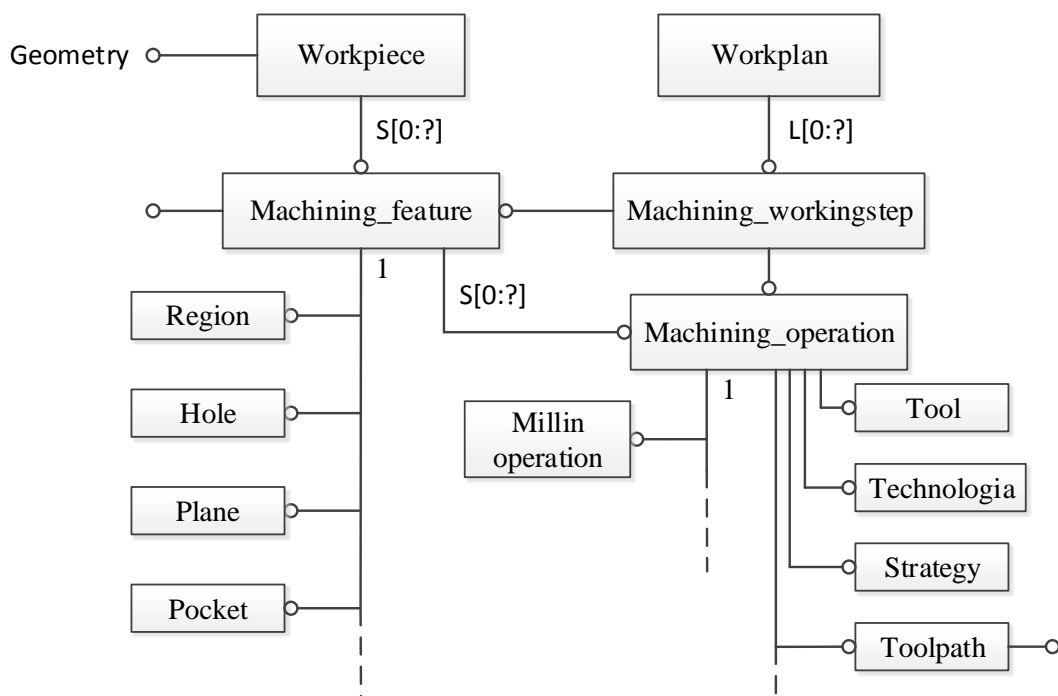 Workpiece
Workplan
Geometry
S[0:?]
L[0:?]
Machining_feature
Machining_workingstep
1
S[0:?]
Region
Machining_operation
1
Hole
Tool
Millin
operation
Technologia
Plane
Strategy
Pocket
Toolpath